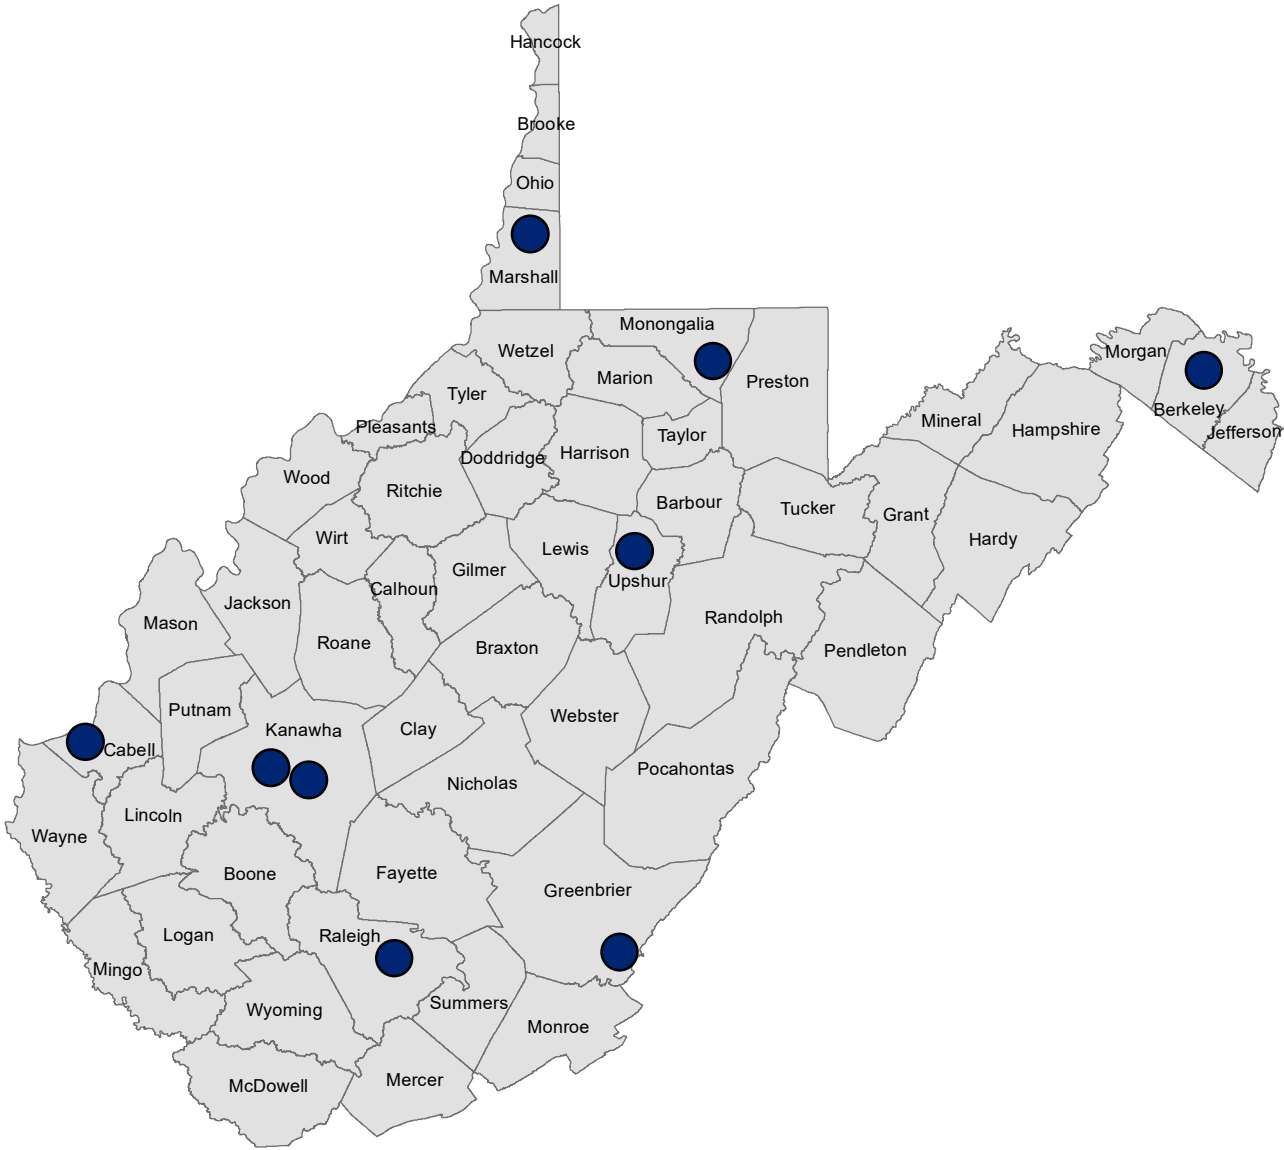 Hancock
Brooke
Ohio
Marshall
Monongalia
Wetzel
Morgan
Marion
Preston
Tyler
Berkeley
Mineral
Pleasants
Hampshire
Jefferson
Taylor
Harrison
Doddridge
Wood
Ritchie
Barbour
Tucker
Grant
Wirt
Hardy
Lewis
Gilmer
Upshur
Calhoun
Jackson
Randolph
Mason
Roane
Braxton
Pendleton
Putnam
Webster
Kanawha
Clay
Cabell
Pocahontas
Nicholas
Lincoln
Wayne
Fayette
Boone
Greenbrier
Logan
Raleigh
Mingo
Summers
Wyoming
Monroe
Mercer
McDowell